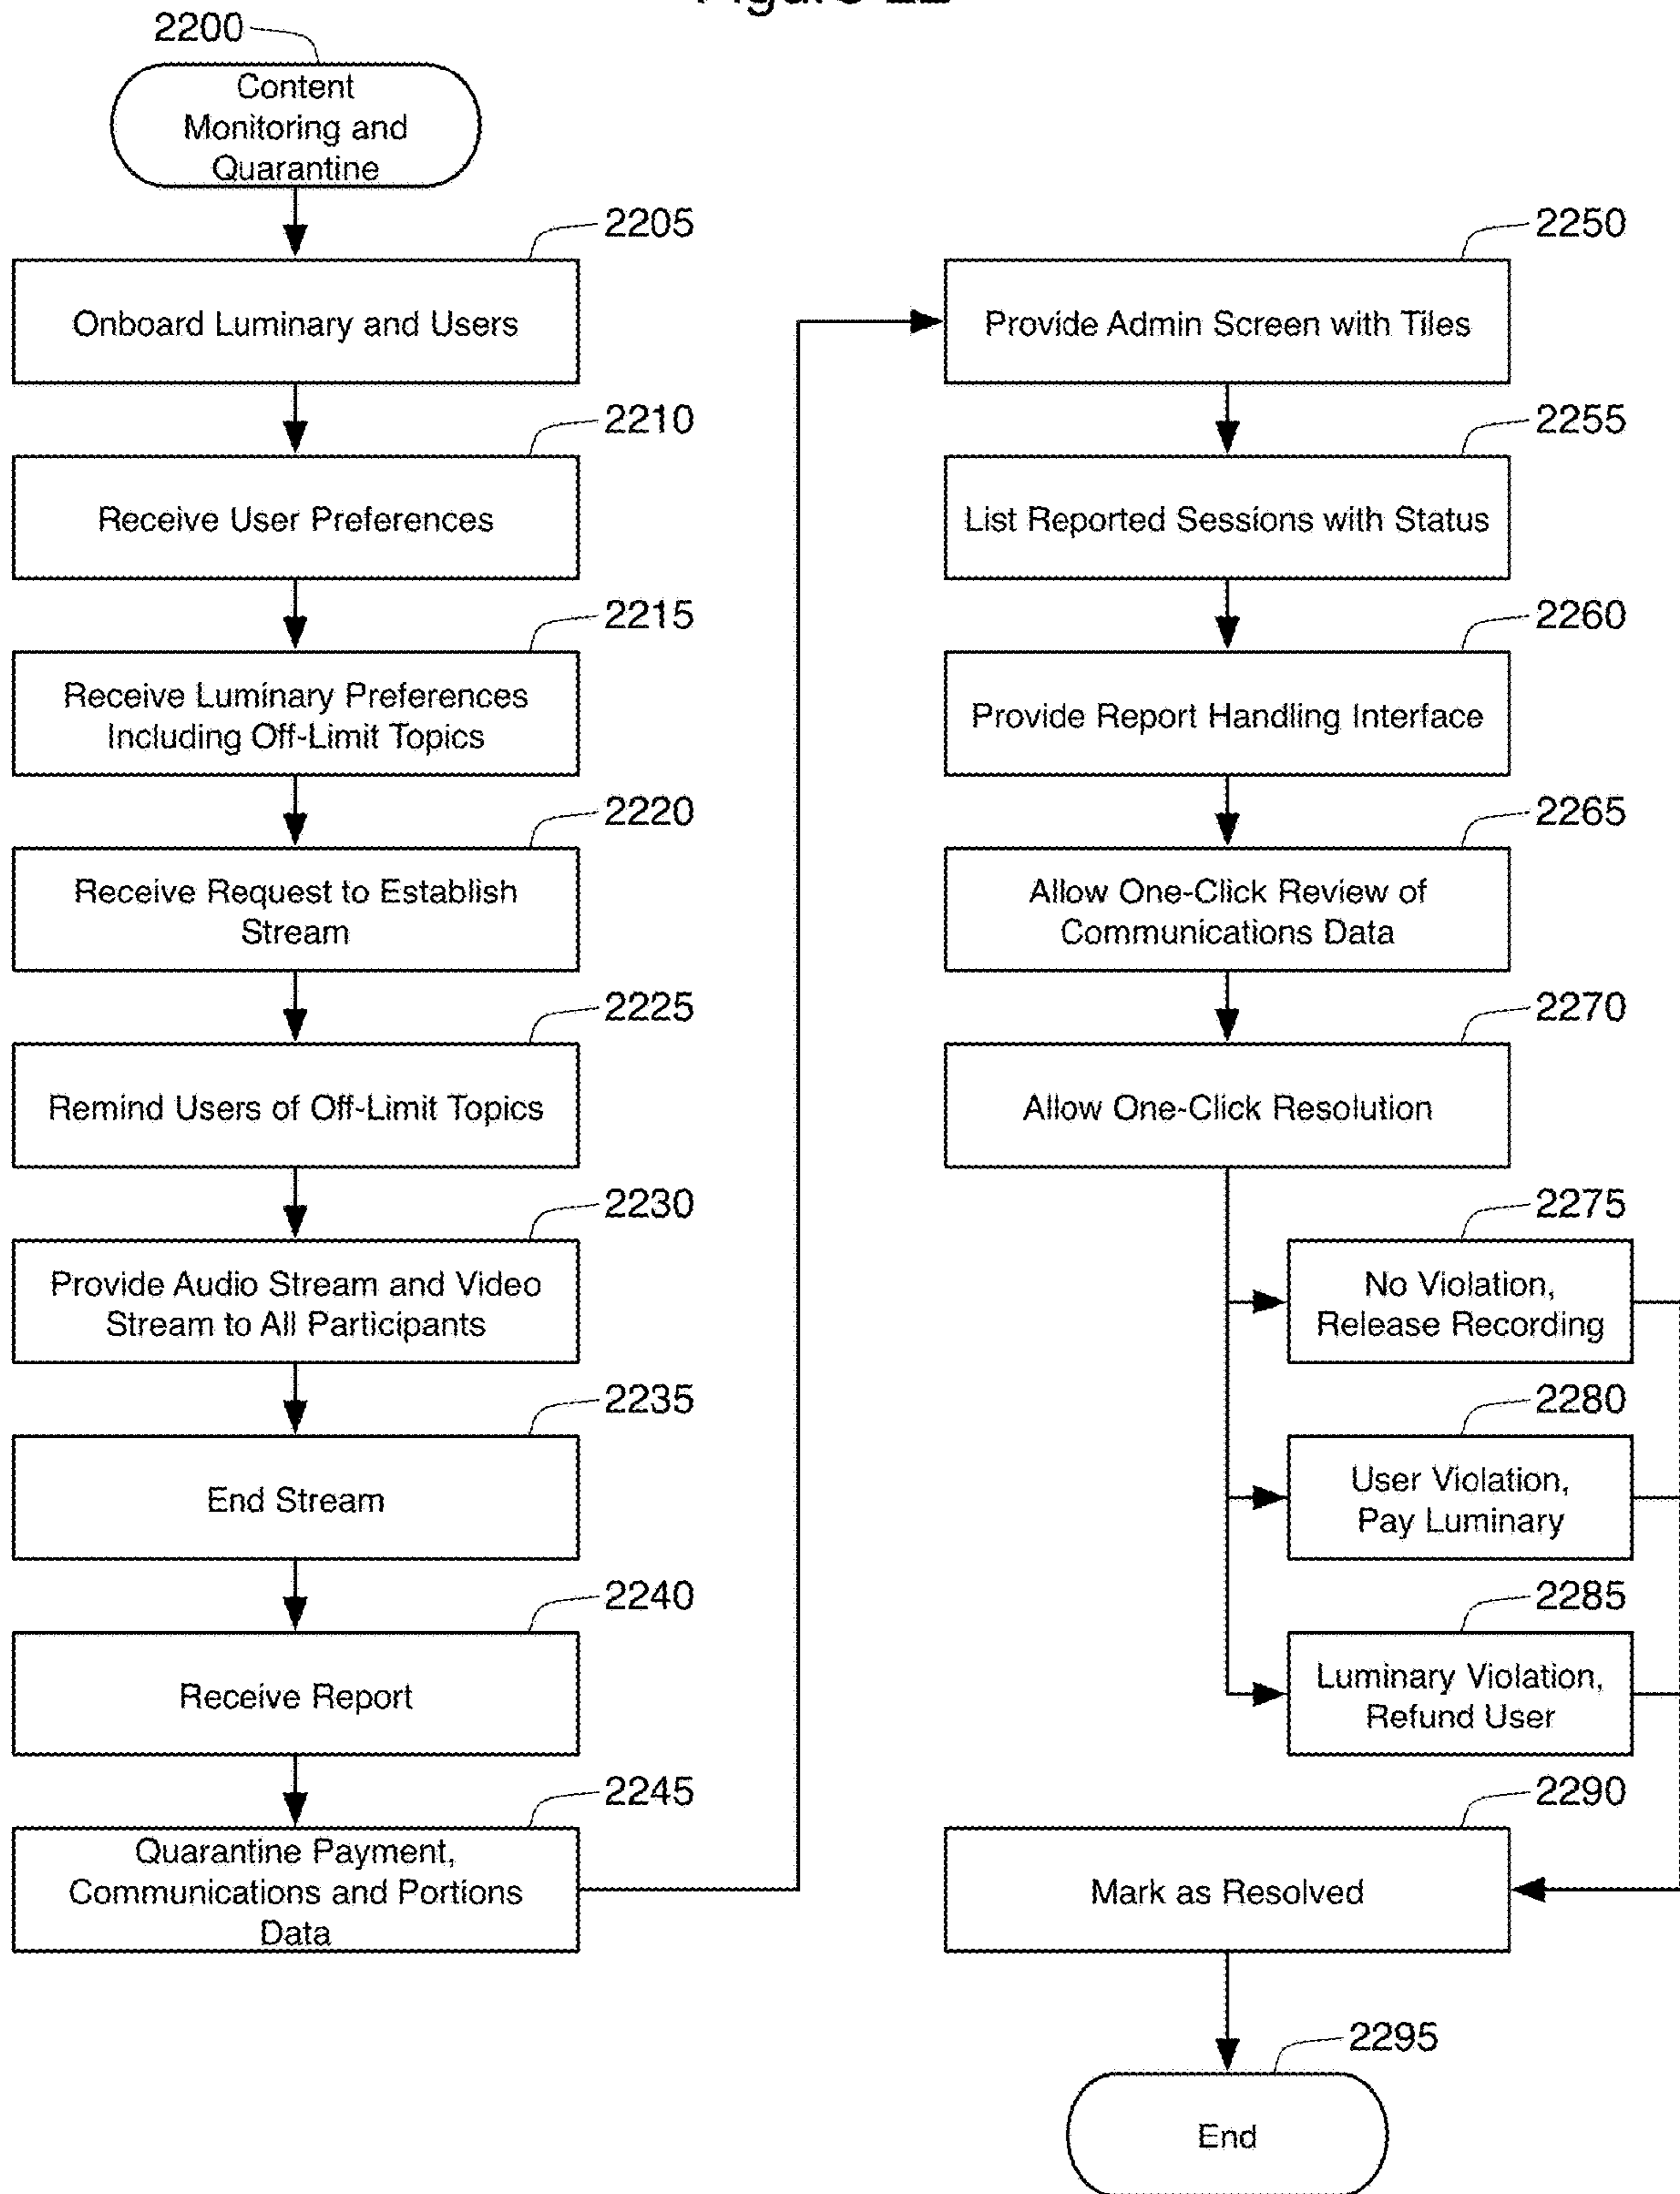 Figure
2200
Content
Monitoring and
Quarantine
2205
Onboard Luminary and Users
2210
Receive User Preferences
2215
Receive Luminary Preferences
Including Off-Limit Topics
2220
Receive Request to Establish
Stream
2225
Remind Users of Off-Limit Topics
2230
Provide Audio Stream and Video
Stream to All Participants
2235
End Stream
2240
Receive Report
2245
Quarantine Payment,
Communications and Portions
Data
2250
Provide Admin Screen with Tiles
2255
List Reported Sessions with Status
2260
Provide Report Handling Interface
2265
Allow One-Click Review of
Communications Data
2270
Allow One-Click Resolution
2275
No Violation,
Release Recording
2280
User Violation,
Pay Luminary
2285
Luminary Violation,
Refund User
2290
Mark as Resolved
2295
End